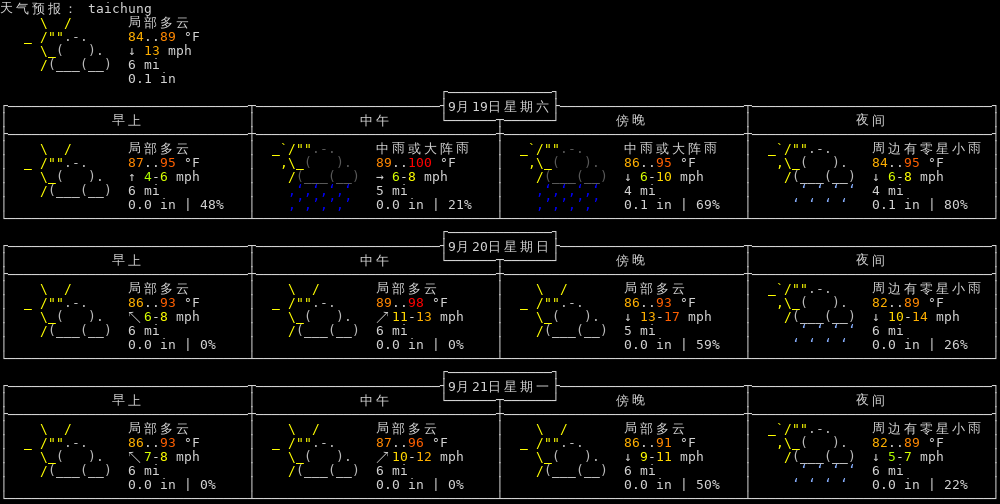 天气预报： taichung
局部多云
84..89 °F
↓ 13 mph
6 mi
0.1 in
9月19日星期六
早上 中午 傍晚 夜间
局部多云 中雨或大阵雨 中雨或大阵雨 周边有零星小雨
87..95 °F 89..100 °F 86..95 °F 84..95 °F
↑ 4-6 mph → 6-8 mph ↓ 6-10 mph ↓ 6-8 mph
6 mi 5 mi 4 mi 4 mi
0.0 in | 48% 0.0 in | 21% 0.1 in | 69% 0.1 in | 80%
9月20日星期日
早上 中午 傍晚 夜间
局部多云 局部多云 局部多云 周边有零星小雨
86..93 °F 89..98 °F 86..93 °F 82..89 °F
↖ 6-8 mph ↗ 11-13 mph ↓ 13-17 mph ↓ 10-14 mph
6 mi 6 mi 5 mi 6 mi
0.0 in | 0% 0.0 in | 0% 0.0 in | 59% 0.0 in | 26%
9月21日星期一
早上 中午 傍晚 夜间
局部多云 局部多云 局部多云 周边有零星小雨
86..93 °F 87..96 °F 86..91 °F 82..89 °F
↖ 7-8 mph ↗ 10-12 mph ↓ 9-11 mph ↓ 5-7 mph
6 mi 6 mi 6 mi 6 mi
0.0 in | 0% 0.0 in | 0% 0.0 in | 50% 0.0 in | 22%